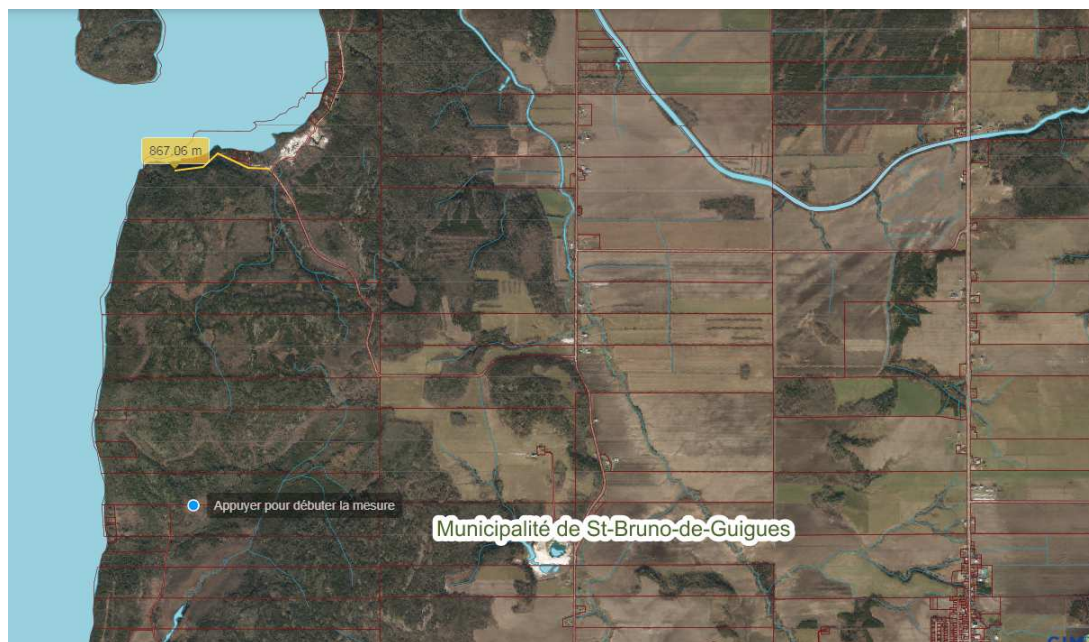 867.06 m
Appuyer pour débuter la mesure
Municipalité de St-Bruno-de-Guigues